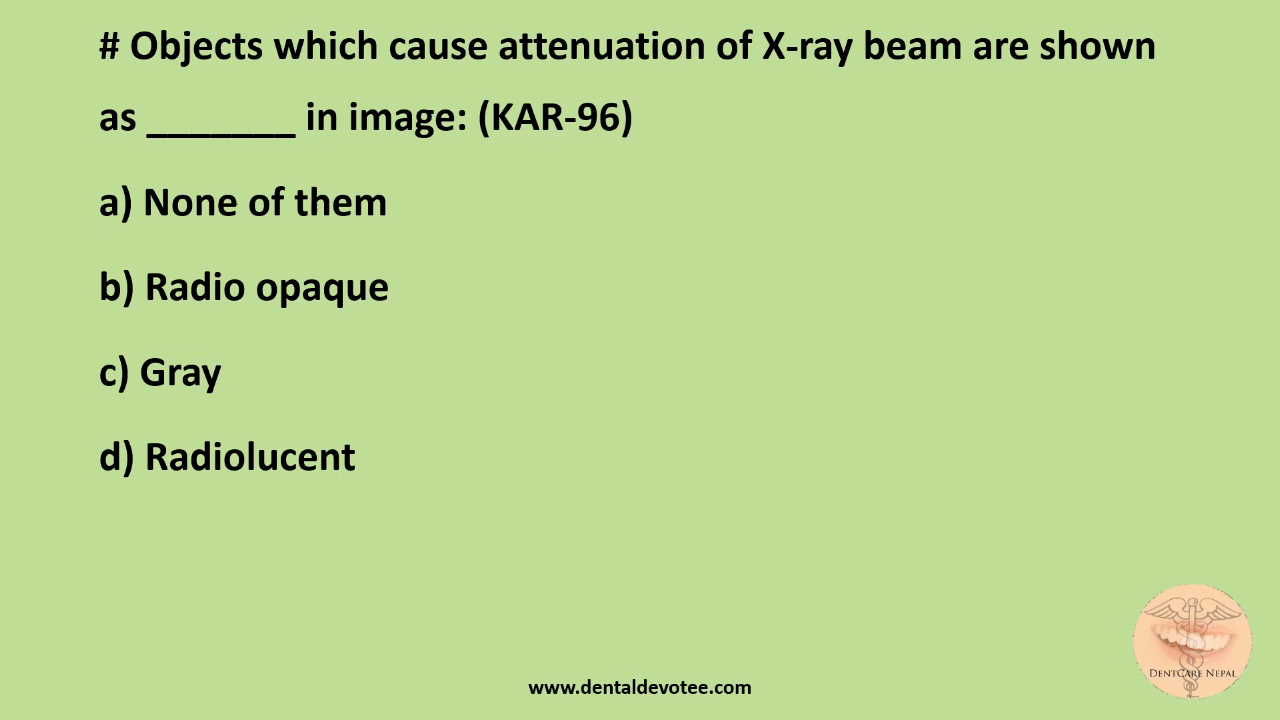 # Objects which cause attenuation of X-ray beam are shown
as _______ in image: (KAR-96)
a) None of them
b) Radio opaque
c) Gray
d) Radiolucent
DENTCARE NEPAL
www.dentaldevotee.com